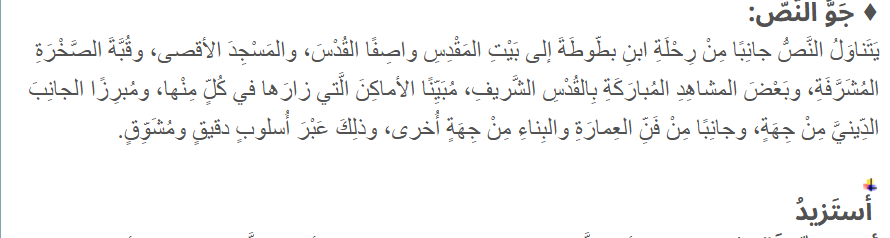 ♦ جَوُّ النَّصّ:
يَتَناوَلُ النَّصُّ جانِبًا مِنْ رِحْلَةِ ابنِ بطّوطَةَ إلى بَيْتِ المَقْدِسِ واصِفًا القُدْسَ، والمَسْجِدَ الأقصى، وقُبَّةَ الصَّخْرَةِ
المُشَرَّفَةِ، وبَعْضَ المشاهِدِ المُبارَكَةِ بِالقُدْسِ الشَّريفِ، مُبَيِّنًا الأماكِنَ الَّتي زارَها في كُلٍّ مِنْها، ومُبرِزًا الجانِبَ
الدِّينيَّ مِنْ جِهَةٍ، وجانِبًا مِنْ فَنِّ العِمارَةِ والبِناءِ مِنْ جِهَةٍ أُخرى، وذلِكَ عَبْرَ أُسلوبٍ دقيقٍ ومُشَوِّقٍ.
أستَزيدُ